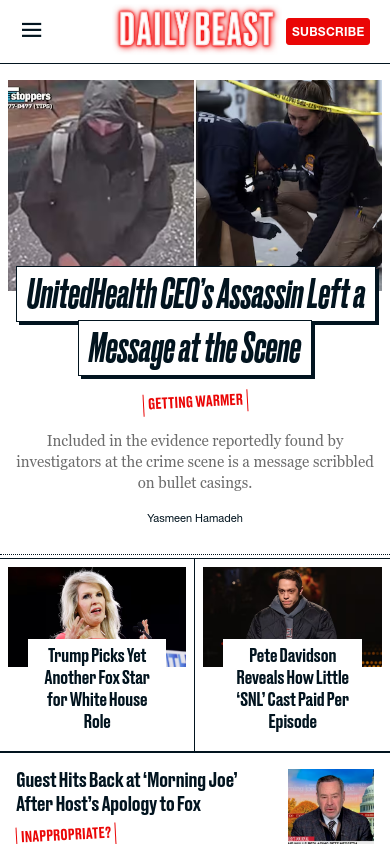 DAILY BEAST
SUBSCRIBE
stoppers
77-8477 (TIPS)
UnitedHealth CEO’s Assassin Left a
Message at the Scene
GETTING WARMER
Included in the evidence reportedly found by
investigators at the crime scene is a message scribbled
on bullet casings.
Yasmeen Hamadeh
Trump Picks Yet
Another Fox Star
for White House
Role
Pete Davidson
Reveals How Little
‘SNL’ Cast Paid Per
Episode
Guest Hits Back at ‘Morning Joe’
After Host’s Apology to Fox
INAPPROPRIATE?